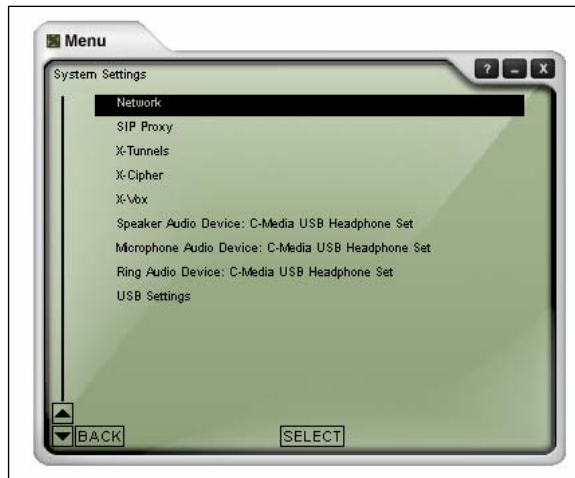 Menu
? - X
System Settings
Network
SIP Proxy
X-Tunnels
X-Cipher
X-Vox
Speaker Audio Device: C-Media USB Headphone Set
Microphone Audio Device: C-Media USB Headphone Set
Ring Audio Device: C-Media USB Headphone Set
USB Settings
BACK SELECT